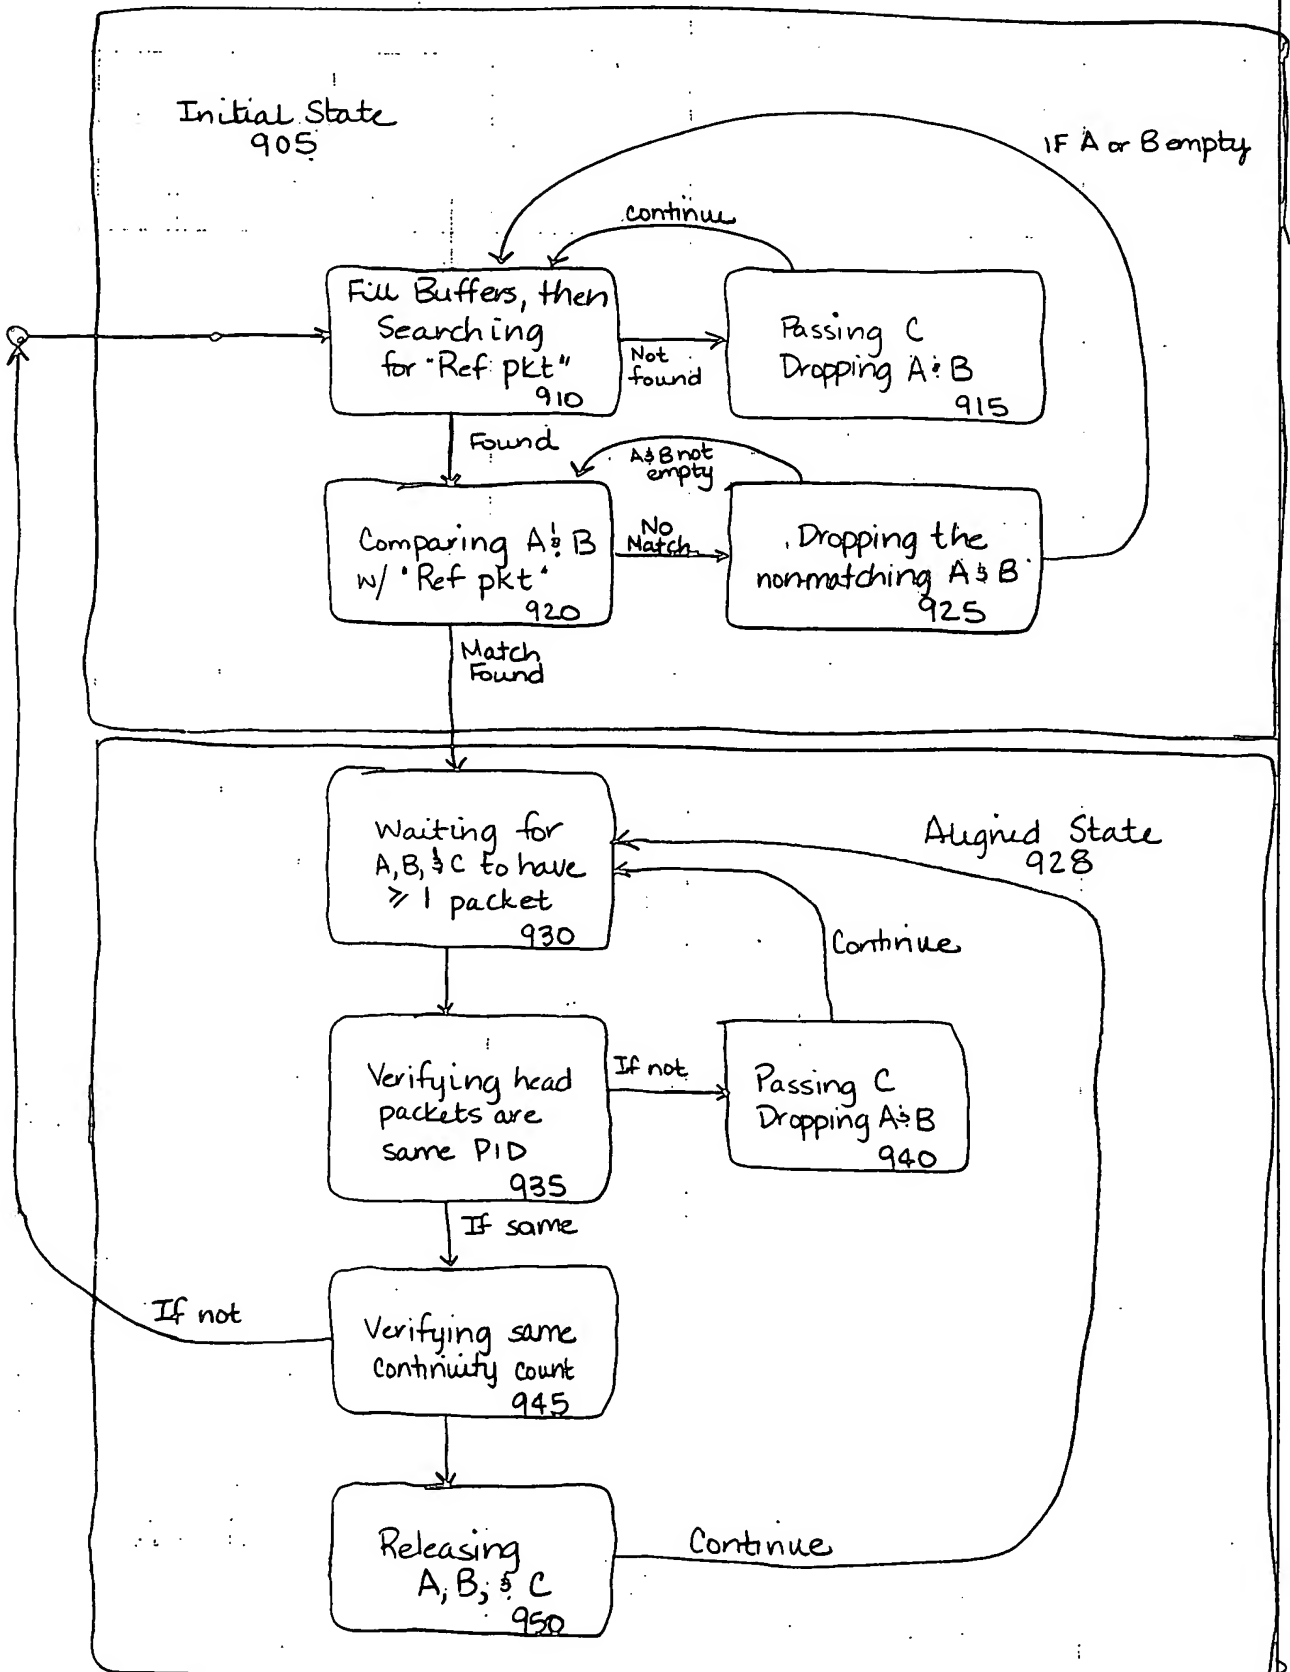 Initial State
905
IF A or B empty
continue
Fill Buffers, then
Searching
for "Ref pkt"
910
Not
found
Passing C
Dropping A & B
915
Found
A & B not
empty
Comparing A & B
w/ "Ref pkt"
920
No
Match
Dropping the
nonmatching A & B
925
Match
Found
Waiting for
A, B, & C to have
≥ 1 packet
930
Aligned State
928
Continue
Verifying head
packets are
same PID
935
If not
Passing C
Dropping A & B
940
If same
If not
Verifying same
continuity count
945
Releasing
A, B, & C
950
Continue